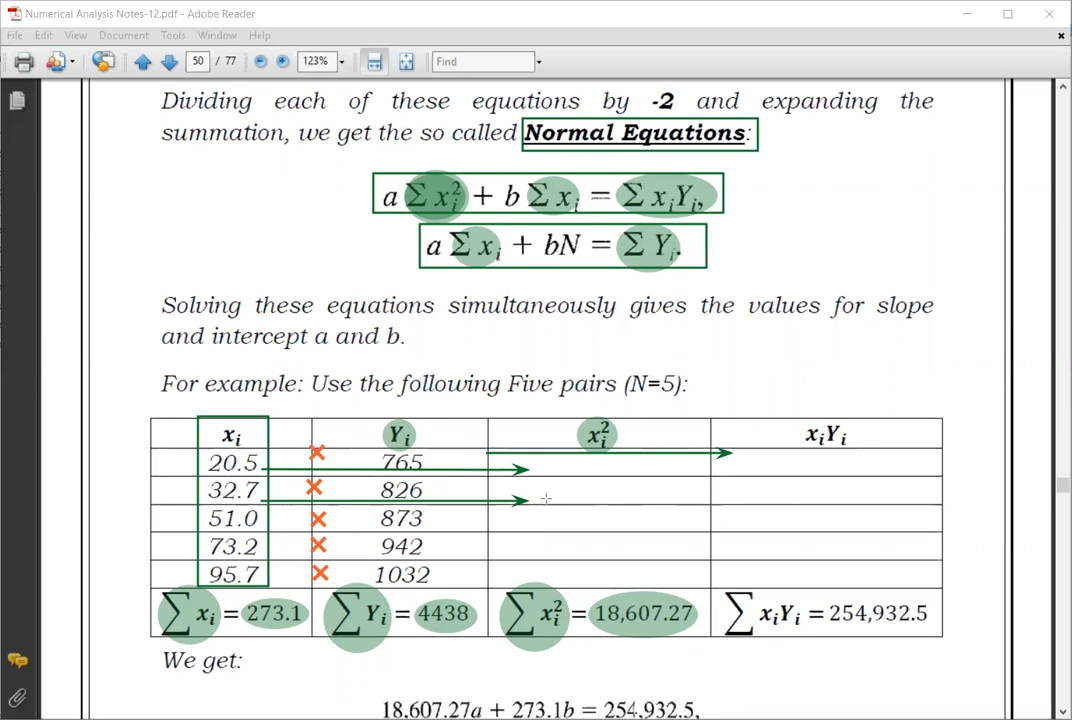 Numerical Analysis Notes-12.pdf - Adobe Reader
File Edit View Document Tools Window Help
50 / 77 123% Find
Dividing each of these equations by -2 and expanding the
summation, we get the so called Normal Equations:
a ∑ x_i^2 + b ∑ x_i = ∑ x_i Y_i,
a ∑ x_i + bN = ∑ Y_i.
Solving these equations simultaneously gives the values for slope
and intercept a and b.
For example: Use the following Five pairs (N=5):
x_i Y_i x_i^2 x_i Y_i
20.5 765
32.7 826
51.0 873
73.2 942
95.7 1032
∑ x_i = 273.1 ∑ Y_i = 4438 ∑ x_i^2 = 18,607.27 ∑ x_i Y_i = 254,932.5
We get:
18,607.27a + 273.1b = 254,932.5,